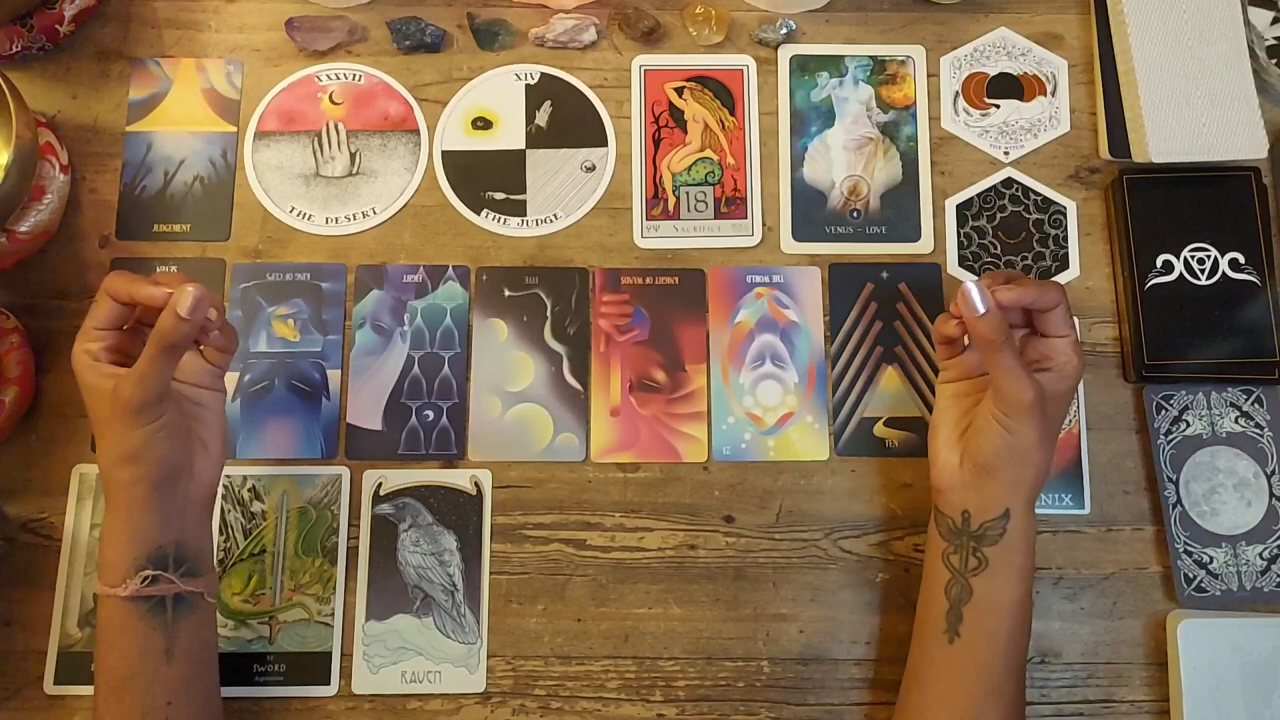 JUDGEMENT
XXXVII
THE DESERT
XIV
THE JUDGE
18
SACRIFICE
VENUS – LOVE
THE WITCH
KING OF CUPS
EIGHT
FIVE
KNIGHT OF WANDS
THE WORLD
21
TEN
NIX
SWORD
RAVEN